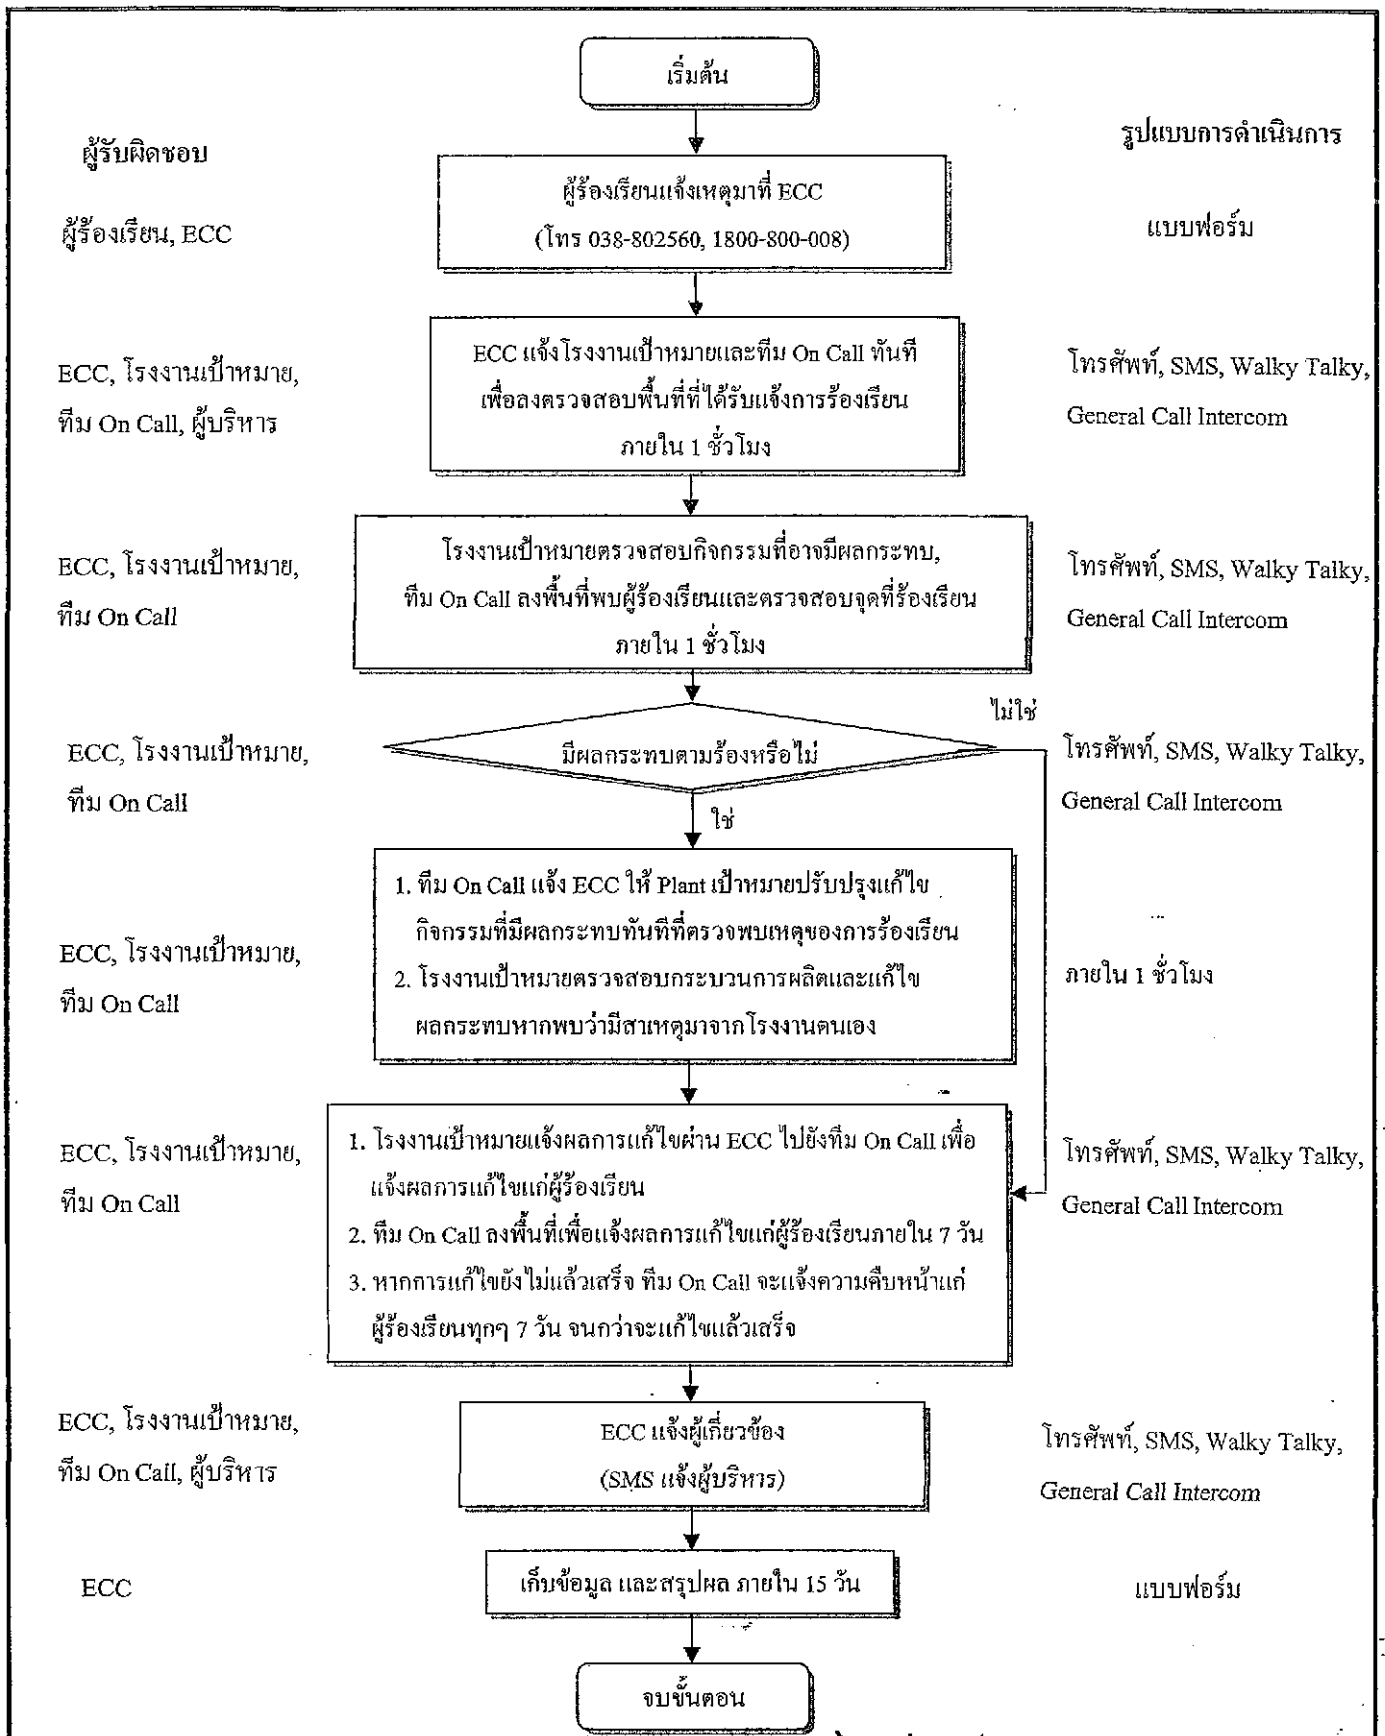 เริ่มต้น
ผู้รับผิดชอบ
รูปแบบการดำเนินการ
ผู้ร้องเรียน, ECC
ผู้ร้องเรียนแจ้งเหตุมาที่ ECC
(โทร 038-802560, 1800-800-008)
แบบฟอร์ม
ECC, โรงงานเป้าหมาย,
ทีม On Call, ผู้บริหาร
ECC แจ้งโรงงานเป้าหมายและทีม On Call ทันที
เพื่อลงตรวจสอบพื้นที่ที่ได้รับแจ้งการร้องเรียน
ภายใน 1 ชั่วโมง
โทรศัพท์, SMS, Walky Talky,
General Call Intercom
ECC, โรงงานเป้าหมาย,
ทีม On Call
โรงงานเป้าหมายตรวจสอบกิจกรรมที่อาจมีผลกระทบ,
ทีม On Call ลงพื้นที่พบผู้ร้องเรียนและตรวจสอบจุดที่ร้องเรียน
ภายใน 1 ชั่วโมง
โทรศัพท์, SMS, Walky Talky,
General Call Intercom
ECC, โรงงานเป้าหมาย,
ทีม On Call
มีผลกระทบตามร้องหรือไม่
ไม่ใช่
ใช่
โทรศัพท์, SMS, Walky Talky,
General Call Intercom
ECC, โรงงานเป้าหมาย,
ทีม On Call
1. ทีม On Call แจ้ง ECC ให้ Plant เป้าหมายปรับปรุงแก้ไข
กิจกรรมที่มีผลกระทบทันทีที่ตรวจพบเหตุของการร้องเรียน
2. โรงงานเป้าหมายตรวจสอบกระบวนการผลิตและแก้ไข
ผลกระทบหากพบว่ามีสาเหตุมาจากโรงงานตนเอง
ภายใน 1 ชั่วโมง
ECC, โรงงานเป้าหมาย,
ทีม On Call
1. โรงงานเป้าหมายแจ้งผลการแก้ไขผ่าน ECC ไปยังทีม On Call เพื่อ
แจ้งผลการแก้ไขแก่ผู้ร้องเรียน
2. ทีม On Call ลงพื้นที่เพื่อแจ้งผลการแก้ไขแก่ผู้ร้องเรียนภายใน 7 วัน
3. หากการแก้ไขยังไม่แล้วเสร็จ ทีม On Call จะแจ้งความคืบหน้าแก่
ผู้ร้องเรียนทุกๆ 7 วัน จนกว่าจะแก้ไขแล้วเสร็จ
โทรศัพท์, SMS, Walky Talky,
General Call Intercom
ECC, โรงงานเป้าหมาย,
ทีม On Call, ผู้บริหาร
ECC แจ้งผู้เกี่ยวข้อง
(SMS แจ้งผู้บริหาร)
โทรศัพท์, SMS, Walky Talky,
General Call Intercom
ECC
เก็บข้อมูล และสรุปผล ภายใน 15 วัน
แบบฟอร์ม
จบขั้นตอน